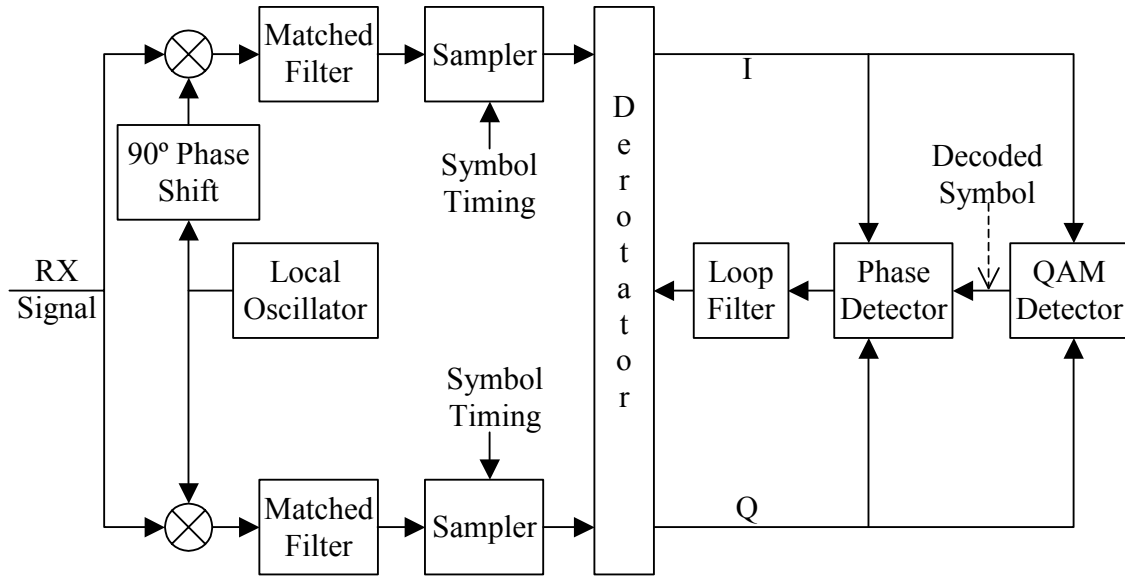 Matched
Filter
Sampler
I
90º Phase
Shift
Symbol
Timing
Derotator
Decoded
Symbol
RX
Signal
Local
Oscillator
Loop
Filter
Phase
Detector
QAM
Detector
Symbol
Timing
Matched
Filter
Sampler
Q